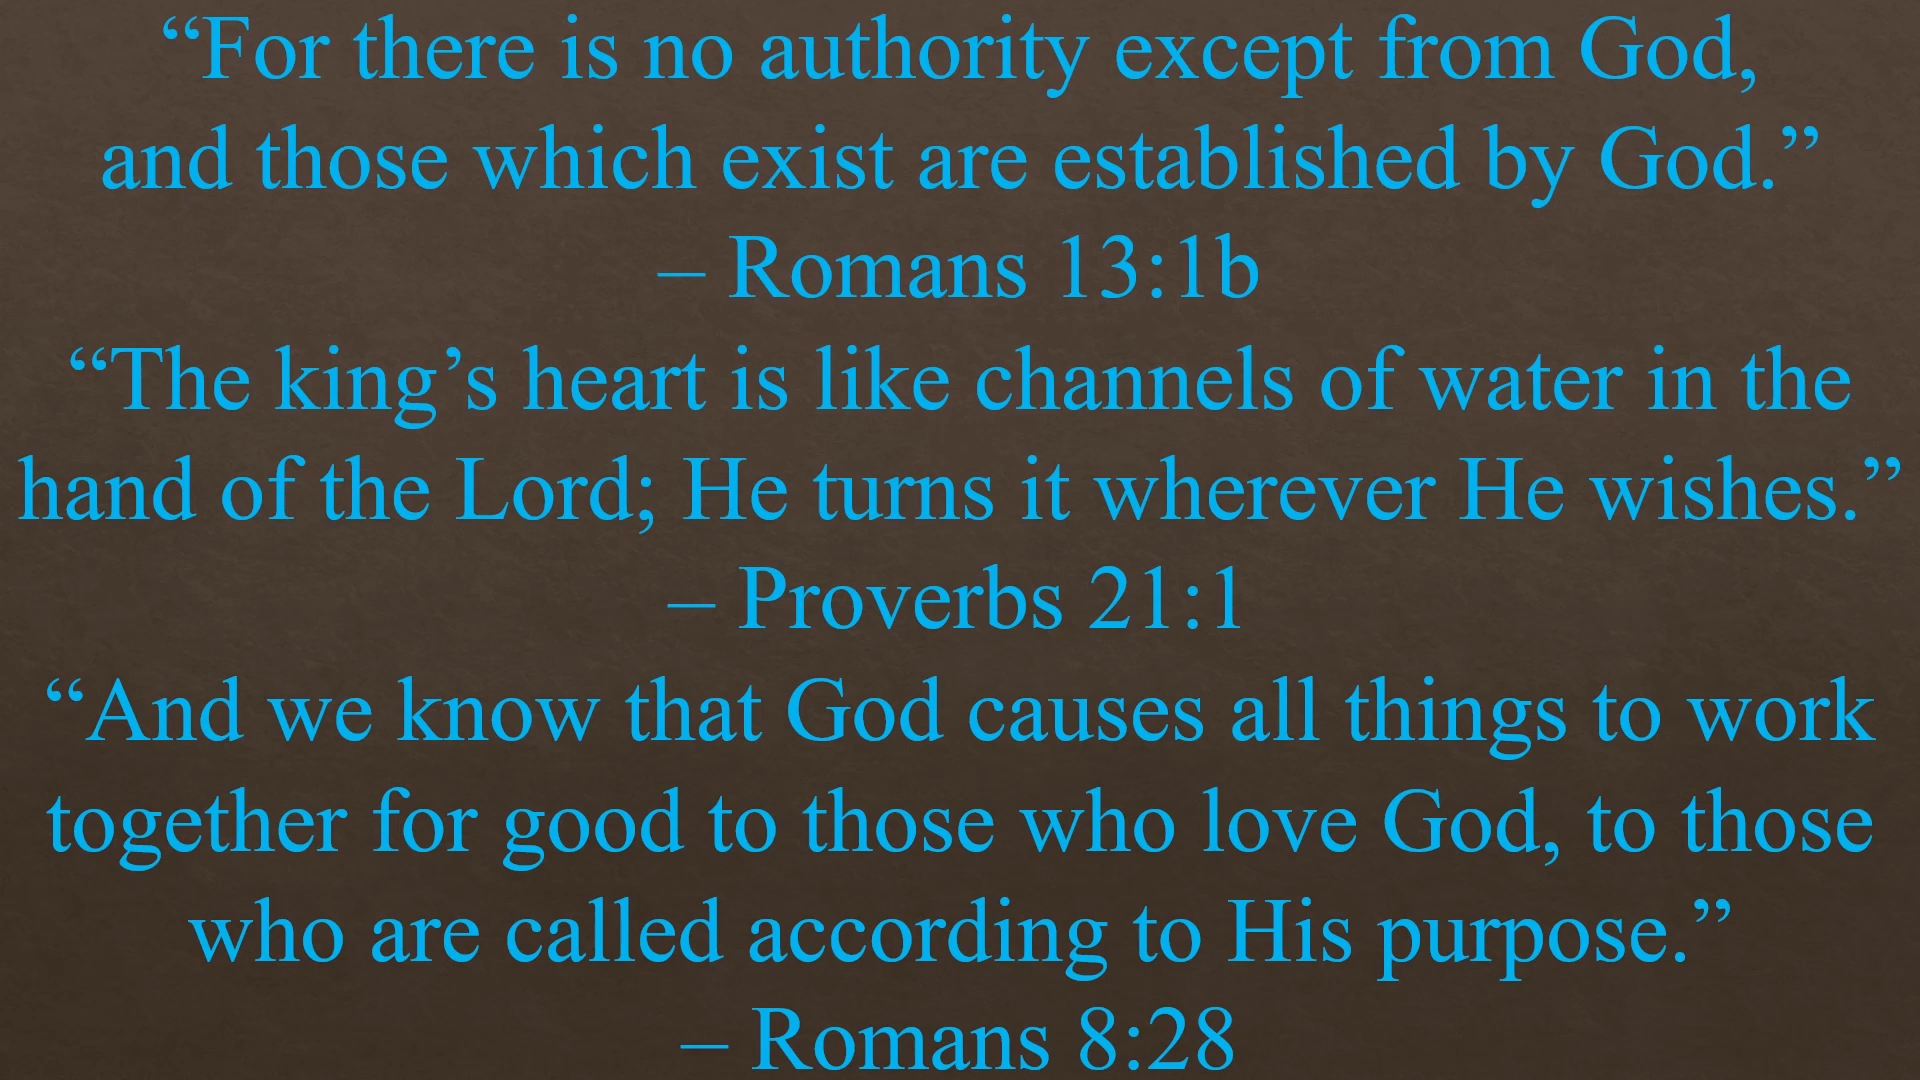 “For there is no authority except from God,
and those which exist are established by God.”
– Romans 13:1b
“The king’s heart is like channels of water in the
hand of the Lord; He turns it wherever He wishes.”
– Proverbs 21:1
“And we know that God causes all things to work
together for good to those who love God, to those
who are called according to His purpose.”
– Romans 8:28